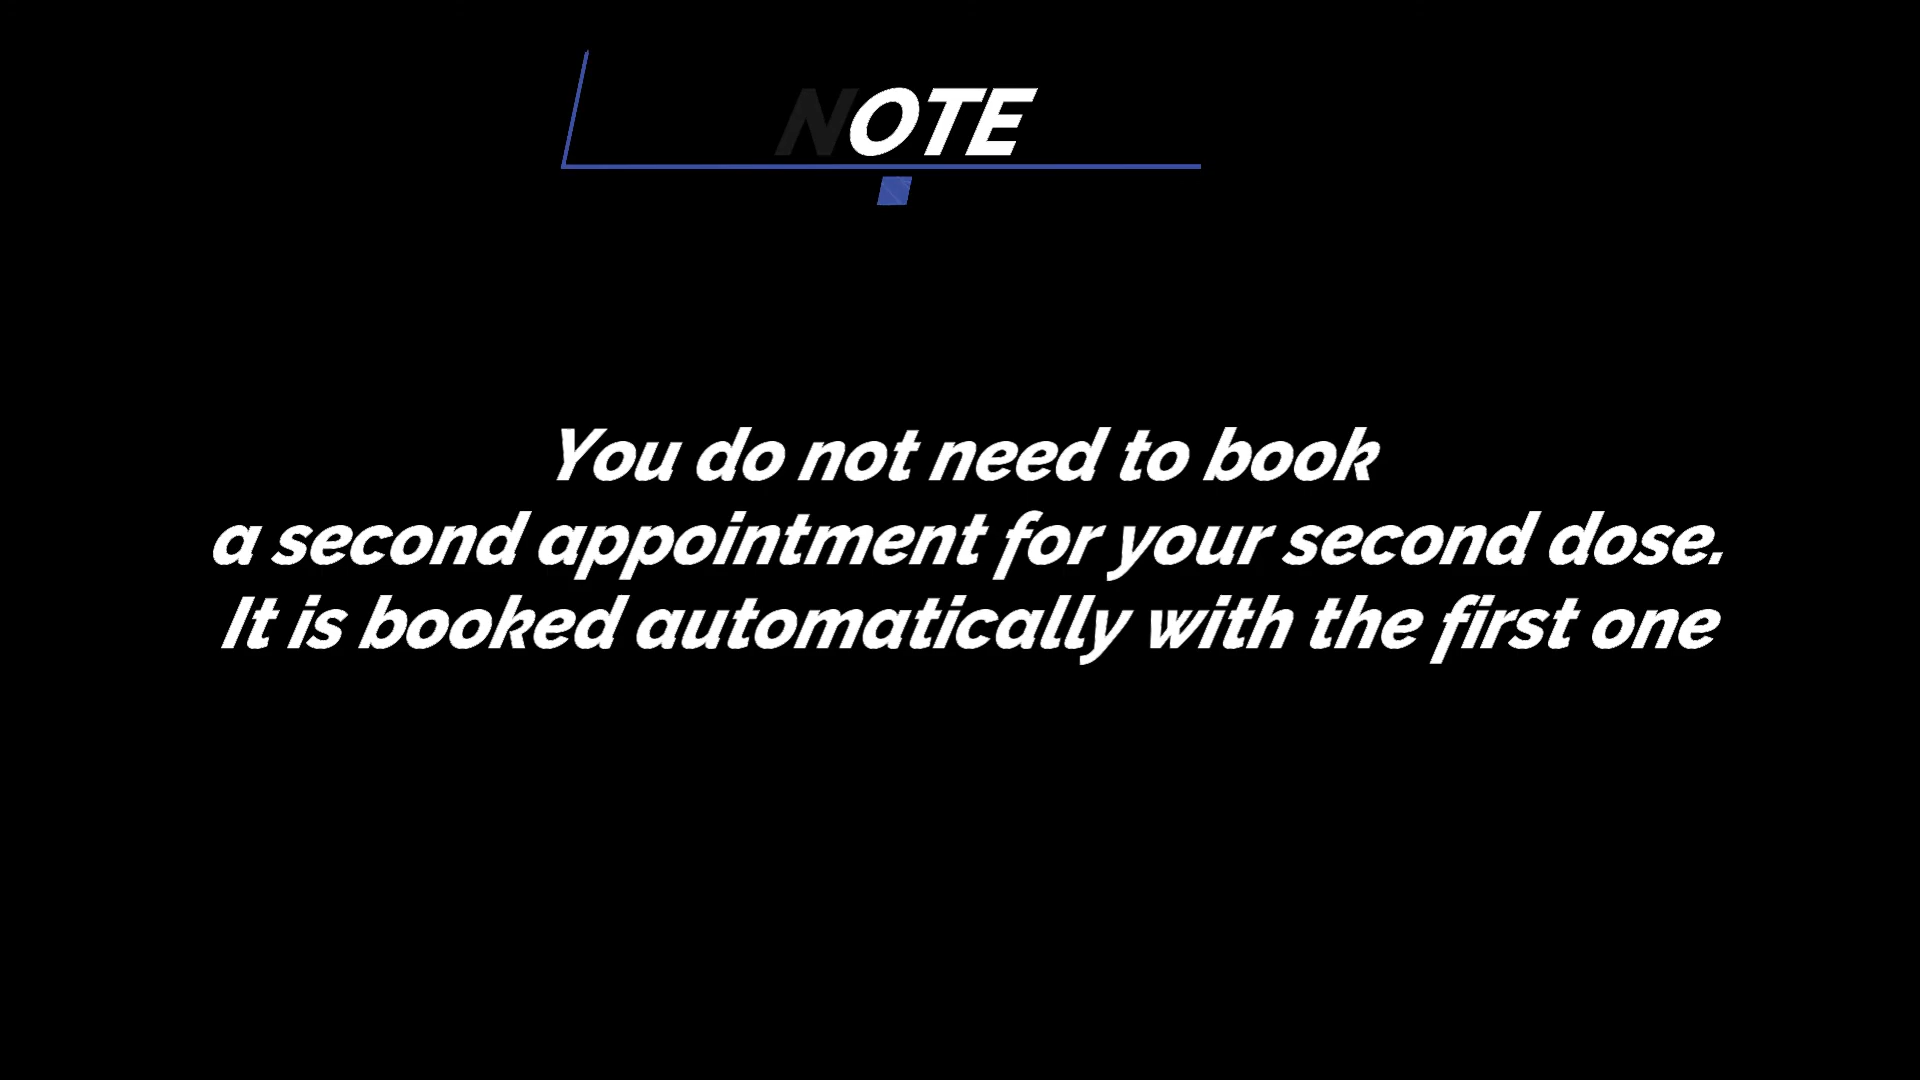 NOTE
You do not need to book
a second appointment for your second dose.
It is booked automatically with the first one